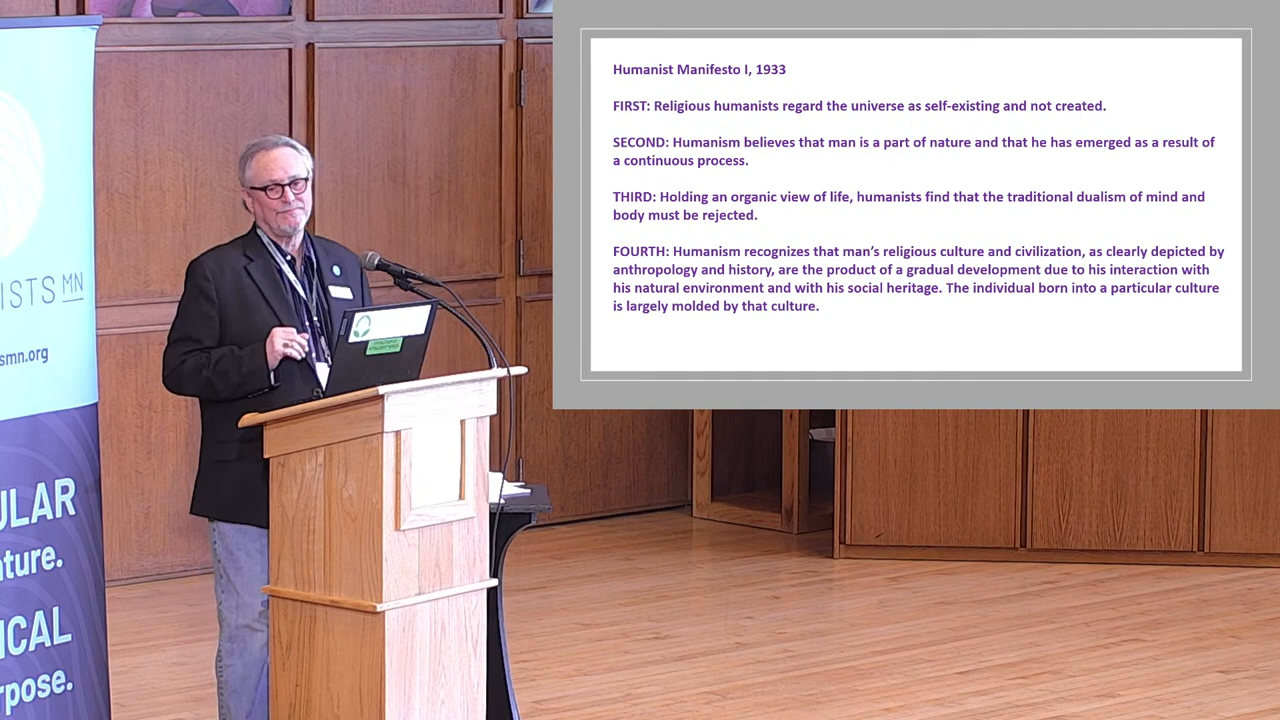 Humanist Manifesto I, 1933
FIRST: Religious humanists regard the universe as self-existing and not created.
SECOND: Humanism believes that man is a part of nature and that he has emerged as a result of
a continuous process.
THIRD: Holding an organic view of life, humanists find that the traditional dualism of mind and
body must be rejected.
FOURTH: Humanism recognizes that man’s religious culture and civilization, as clearly depicted by
anthropology and history, are the product of a gradual development due to his interaction with
his natural environment and with his social heritage. The individual born into a particular culture
is largely molded by that culture.
ISTS MN
smn.org
ULAR
ture.
ICAL
rpose.